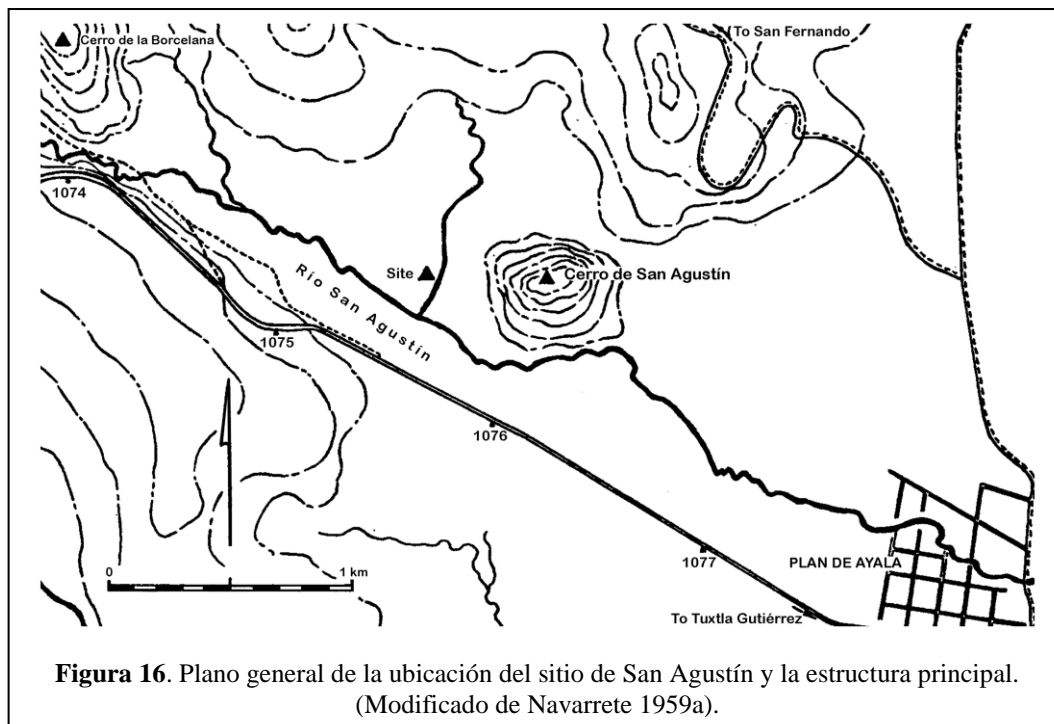 Cerro de la Borcelana
To San Fernando
1074
Site
Cerro de San Agustín
Río San Agustín
1075
1076
0 1 km
1077
PLAN DE AYALA
To Tuxtla Gutiérrez
Figura 16. Plano general de la ubicación del sitio de San Agustín y la estructura principal.
(Modificado de Navarrete 1959a).